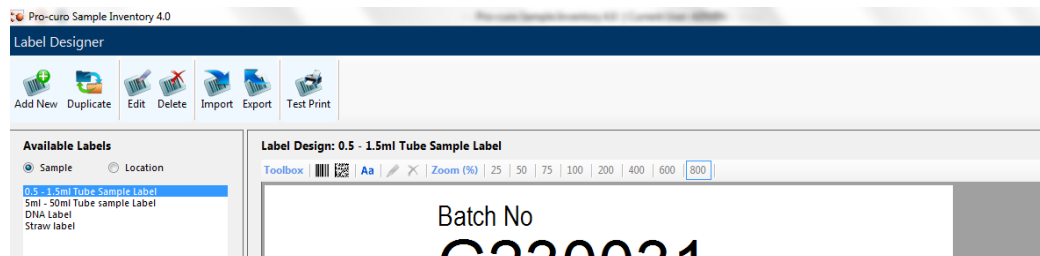 Pro-curo Sample Inventory 4.0
Label Designer
Add New Duplicate Edit Delete Import Export Test Print
Available Labels
Sample Location
0.5 - 1.5ml Tube Sample Label
5ml - 50ml Tube sample Label
DNA Label
Straw label
Label Design: 0.5 - 1.5ml Tube Sample Label
Toolbox Aa Zoom (%) 25 50 75 100 200 400 600 800
Batch No
C230031